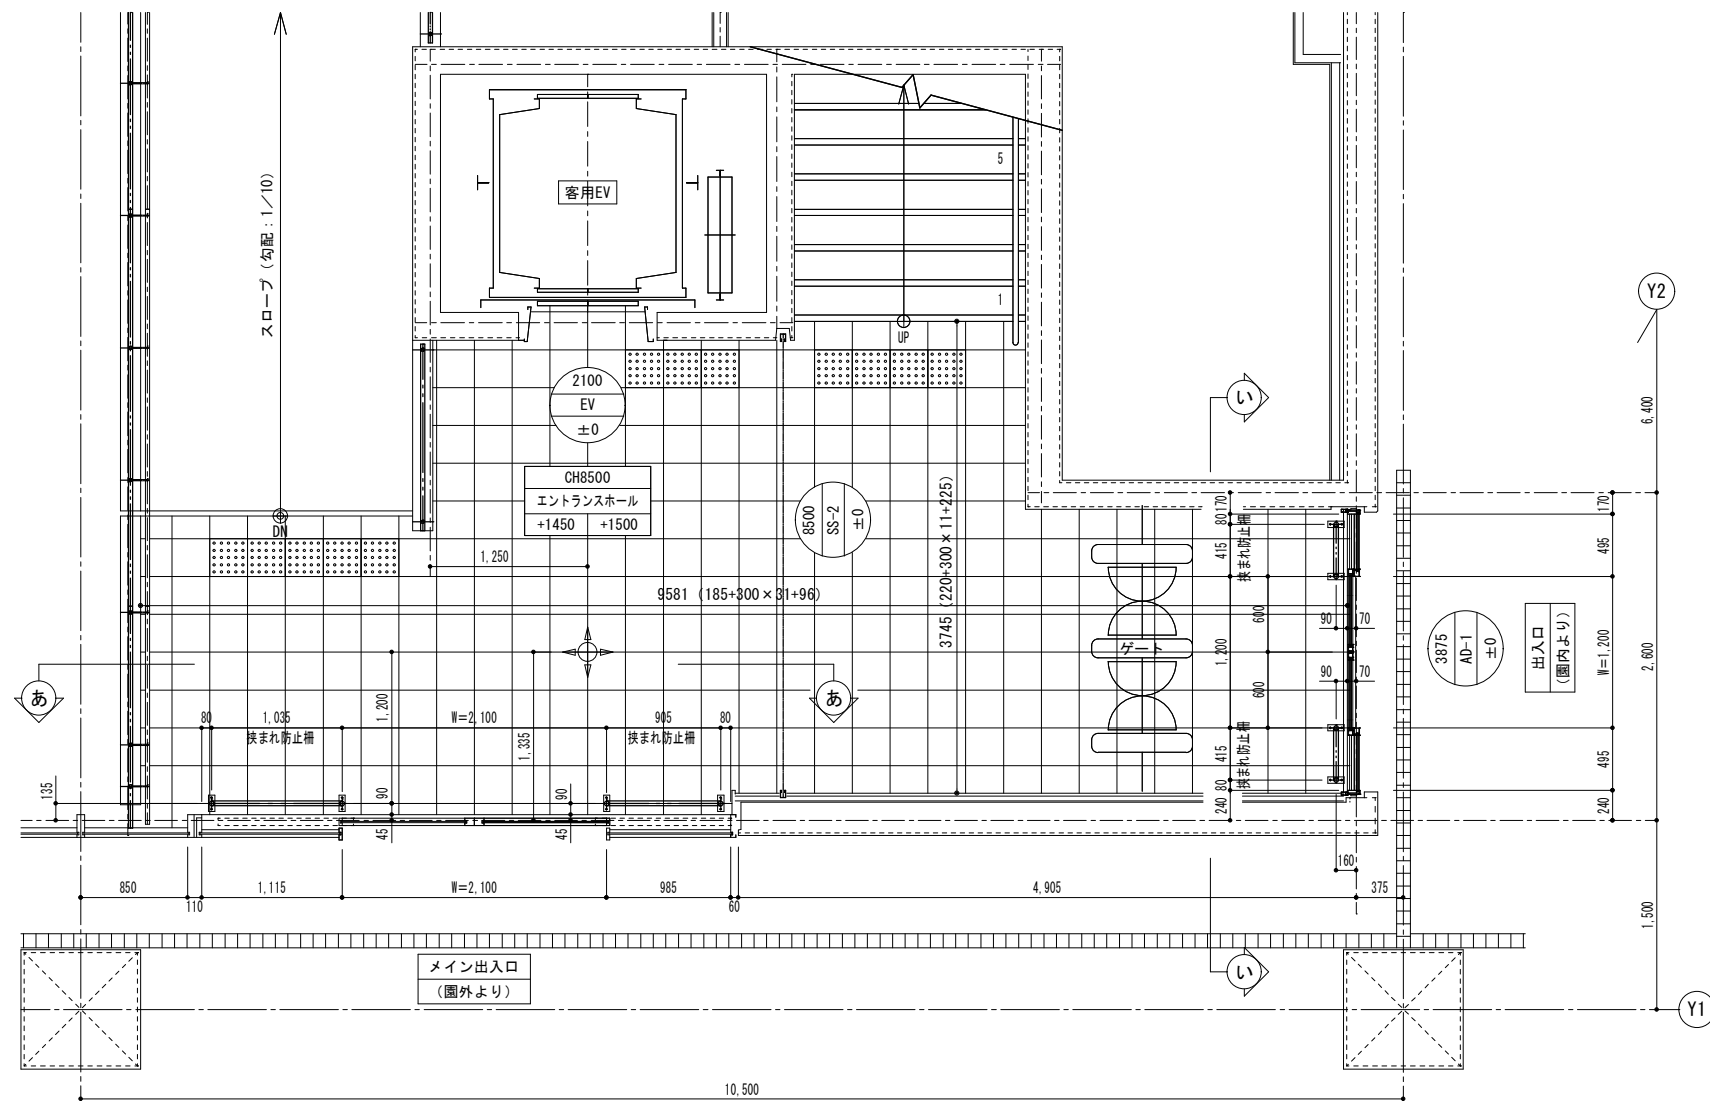 スロープ（勾配：1／10）
客用EV
5
1
UP
Y2
2100
EV
±0
い
6,400
CH8500
エントランスホール
+1450 +1500
8500
SS-2
±0
3745 (220+300×11+225)
DN
1,250
9581 (185+300×31+96)
170
80
415
挟まれ防止柵
600
90
70
1,200
ゲート
90
70
600
挟まれ防止柵
415
80
240
170
495
W=1,200
495
240
3875
AD-1
±0
出入口
（園内より）
2,600
あ
あ
80
1,035
挟まれ防止柵
1,200
W=2,100
1,335
905
挟まれ防止柵
80
135
90
45
90
45
160
850
110
1,115
W=2,100
985
60
4,905
375
1,500
メイン出入口
（園外より）
い
Y1
10,500